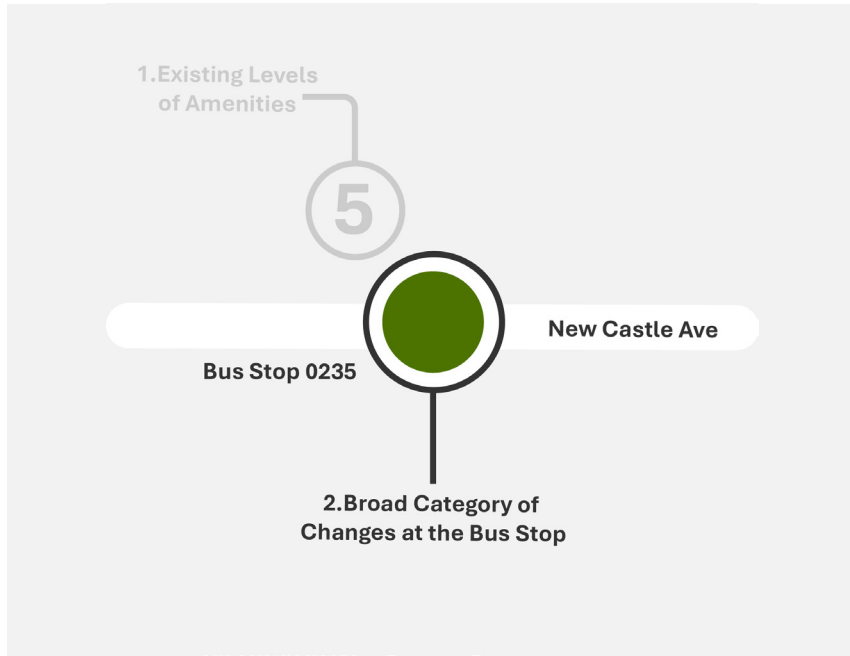 1.Existing Levels
of Amenities
5
New Castle Ave
Bus Stop 0235
2.Broad Category of
Changes at the Bus Stop